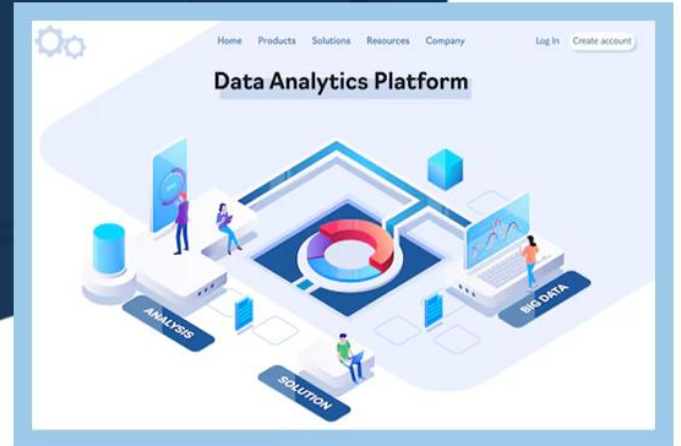 Home Products Solutions Resources Company Log In Create account
Data Analytics Platform
ANALYSIS
BIG DATA
SOLUTION